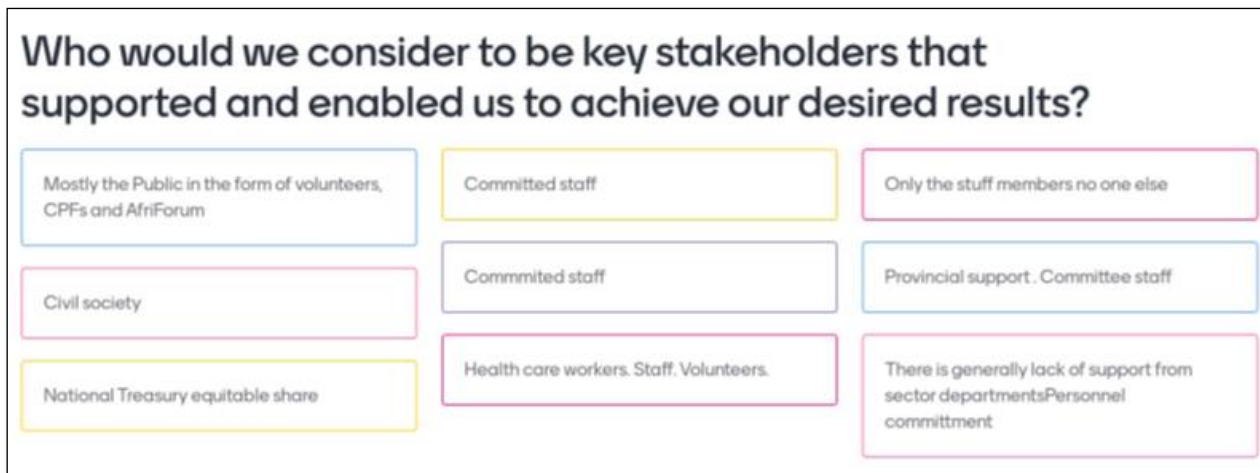 Who would we consider to be key stakeholders that
supported and enabled us to achieve our desired results?
Mostly the Public in the form of volunteers,
CPFs and AfriForum
Civil society
National Treasury equitable share
Committed staff
Commmited staff
Health care workers. Staff. Volunteers.
Only the stuff members no one else
Provincial support . Committee staff
There is generally lack of support from
sector departmentsPersonnel
committment